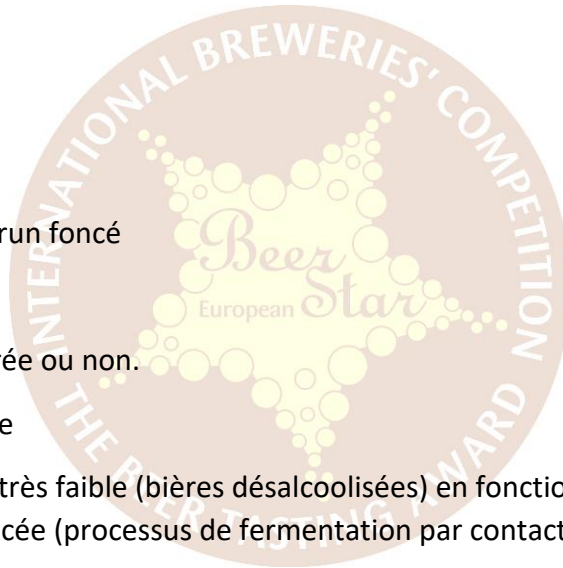 INTERNATIONAL BREWERIES' COMPETITION
run foncé
Beer
European Star
rée ou non.
e
très faible (bières désalcoolisées) en fonctio
cée (processus de fermentation par contact
THE BEER TASTING AWARD